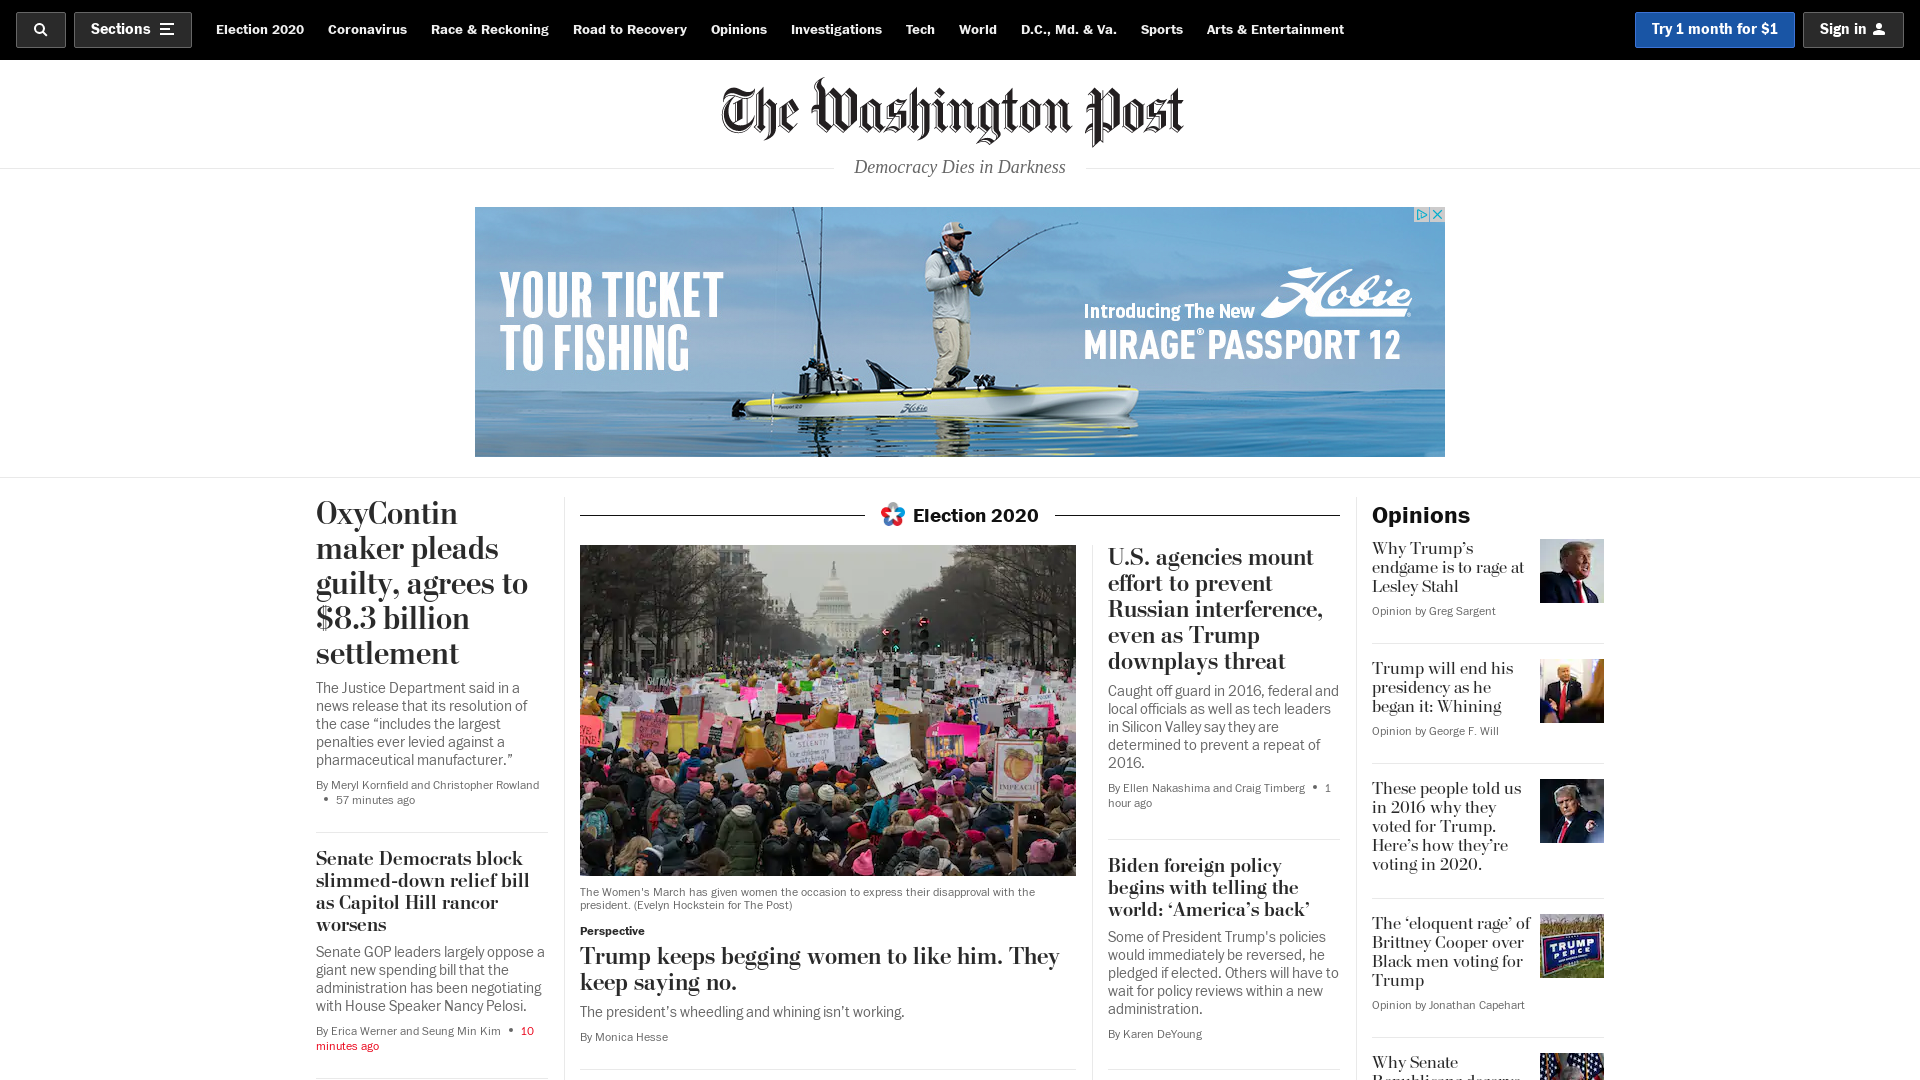 Sections
Election 2020
Coronavirus
Race & Reckoning
Road to Recovery
Opinions
Investigations
Tech
World
D.C., Md. & Va.
Sports
Arts & Entertainment
Try 1 month for $1
Sign in
The Washington Post
Democracy Dies in Darkness
YOUR TICKET
TO FISHING
Introducing The New Hobie
MIRAGE® PASSPORT 12
Hobie
OxyContin
maker pleads
guilty, agrees to
$8.3 billion
settlement
The Justice Department said in a
news release that its resolution of
the case “includes the largest
penalties ever levied against a
pharmaceutical manufacturer.”
By Meryl Kornfield and Christopher Rowland
• 57 minutes ago
Senate Democrats block
slimmed-down relief bill
as Capitol Hill rancor
worsens
Senate GOP leaders largely oppose a
giant new spending bill that the
administration has been negotiating
with House Speaker Nancy Pelosi.
By Erica Werner and Seung Min Kim • 10
minutes ago
Election 2020
I WILL NOT BE
SILENT!
Our children are
watching!
IMPEACH
The Women's March has given women the occasion to express their disapproval with the
president. (Evelyn Hockstein for The Post)
Perspective
Trump keeps begging women to like him. They
keep saying no.
The president's wheedling and whining isn't working.
By Monica Hesse
U.S. agencies mount
effort to prevent
Russian interference,
even as Trump
downplays threat
Caught off guard in 2016, federal and
local officials as well as tech leaders
in Silicon Valley say they are
determined to prevent a repeat of
2016.
By Ellen Nakashima and Craig Timberg • 1
hour ago
Biden foreign policy
begins with telling the
world: ‘America’s back’
Some of President Trump's policies
would immediately be reversed, he
pledged if elected. Others will have to
wait for policy reviews within a new
administration.
By Karen DeYoung
Opinions
Why Trump’s
endgame is to rage at
Lesley Stahl
Opinion by Greg Sargent
Trump will end his
presidency as he
began it: Whining
Opinion by George F. Will
These people told us
in 2016 why they
voted for Trump.
Here’s how they’re
voting in 2020.
The ‘eloquent rage’ of
Brittney Cooper over
Black men voting for
Trump
Opinion by Jonathan Capehart
TRUMP
PENCE
Why Senate
Republicans deserve